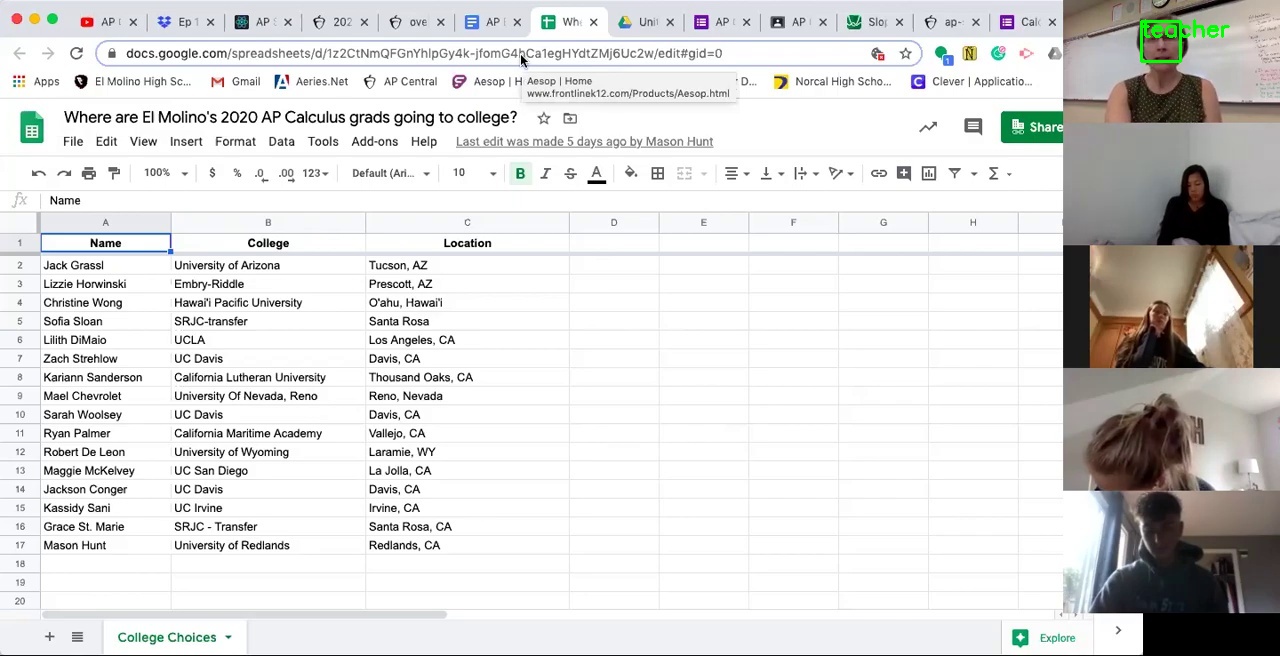 AP
Ep 1
AP S
202
ove
AP
Whe
Unit
AP
AP
Slop
ap-s
Calc
docs.google.com/spreadsheets/d/1z2CtNmQFGnYhlp Ca1egHYdtZMj6Uc2w/edit#gid=0
Apps
El Molino High Sc...
Gmail
Aeries.Net
AP Central
Aesop | H
D...
Norcal High Schoo...
Clever | Applicatio...
Aesop | Home
www.frontlinek12.com/Products/Aesop.html
Where are El Molino's 2020 AP Calculus grads going to college?
Share
File Edit View Insert Format Data Tools Add-ons Help Last edit was made 5 days ago by Mason Hunt
100% $ % .0 .00 123 Default (Ari... 10 B I S A
fx Name
A B C D E F G H
1 Name College Location
2 Jack Grassl University of Arizona Tucson, AZ
3 Lizzie Horwinski Embry-Riddle Prescott, AZ
4 Christine Wong Hawai'i Pacific University O'ahu, Hawai'i
5 Sofia Sloan SRJC-transfer Santa Rosa
6 Lilith DiMaio UCLA Los Angeles, CA
7 Zach Strehlow UC Davis Davis, CA
8 Kariann Sanderson California Lutheran University Thousand Oaks, CA
9 Mael Chevrolet University Of Nevada, Reno Reno, Nevada
10 Sarah Woolsey UC Davis Davis, CA
11 Ryan Palmer California Maritime Academy Vallejo, CA
12 Robert De Leon University of Wyoming Laramie, WY
13 Maggie McKelvey UC San Diego La Jolla, CA
14 Jackson Conger UC Davis Davis, CA
15 Kassidy Sani UC Irvine Irvine, CA
16 Grace St. Marie SRJC - Transfer Santa Rosa, CA
17 Mason Hunt University of Redlands Redlands, CA
18
19
20
College Choices
Explore
teacher